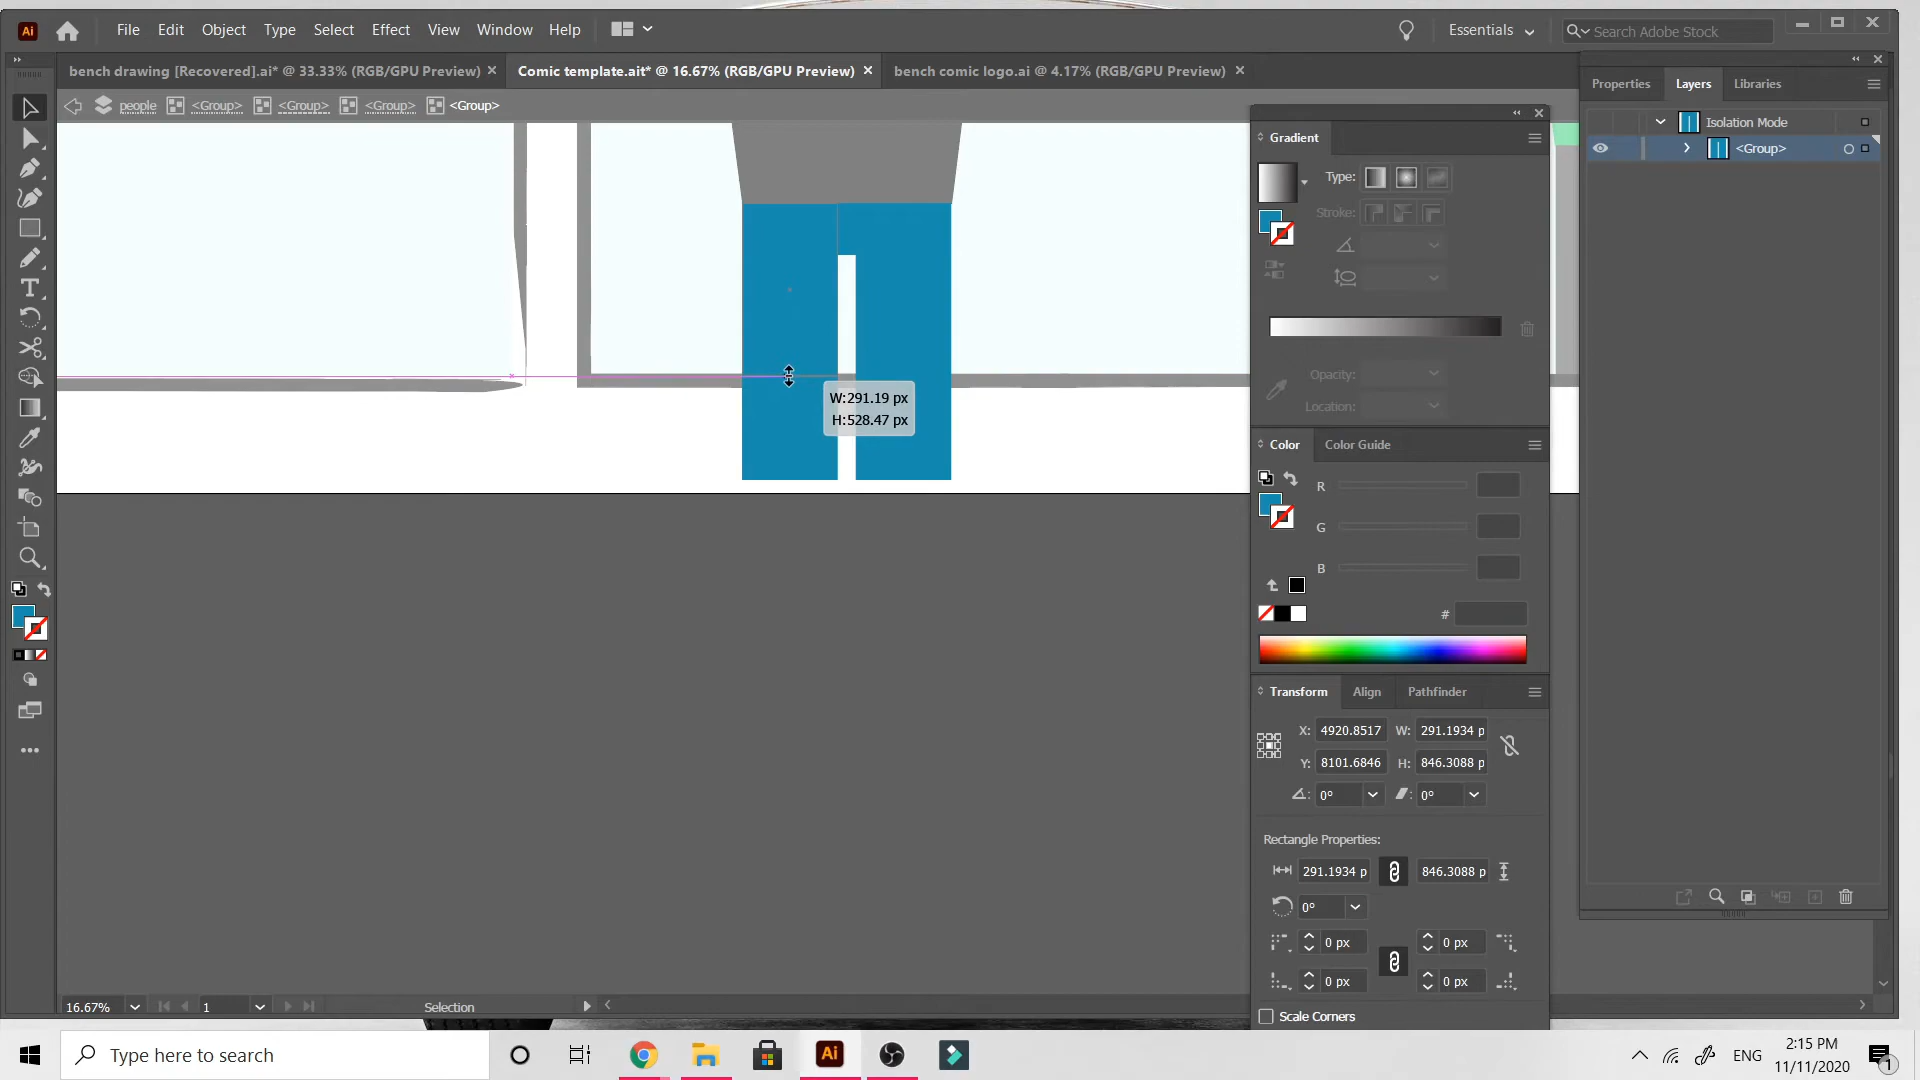 Ai File Edit Object Type Select Effect View Window Help Essentials Search Adobe Stock
bench drawing [Recovered].ai* @ 33.33% (RGB/GPU Preview) × Comic template.ait* @ 16.67% (RGB/GPU Preview) × bench comic logo.ai @ 4.17% (RGB/GPU Preview) ×
people <Group> <Group> <Group> <Group>
Properties Layers Libraries
Isolation Mode
<Group>
Gradient
Type:
Stroke:
Opacity:
Location:
W:291.19 px
H:528.47 px
Color Color Guide
R
G
B
#
Transform Align Pathfinder
X: 4920.8517 W: 291.1934 p
Y: 8101.6846 H: 846.3088 p
0° 0°
Rectangle Properties:
291.1934 p 846.3088 p
0°
0 px 0 px
0 px 0 px
Scale Corners
16.67% 1 Selection
Type here to search
Ai
ENG
2:15 PM
11/11/2020
1